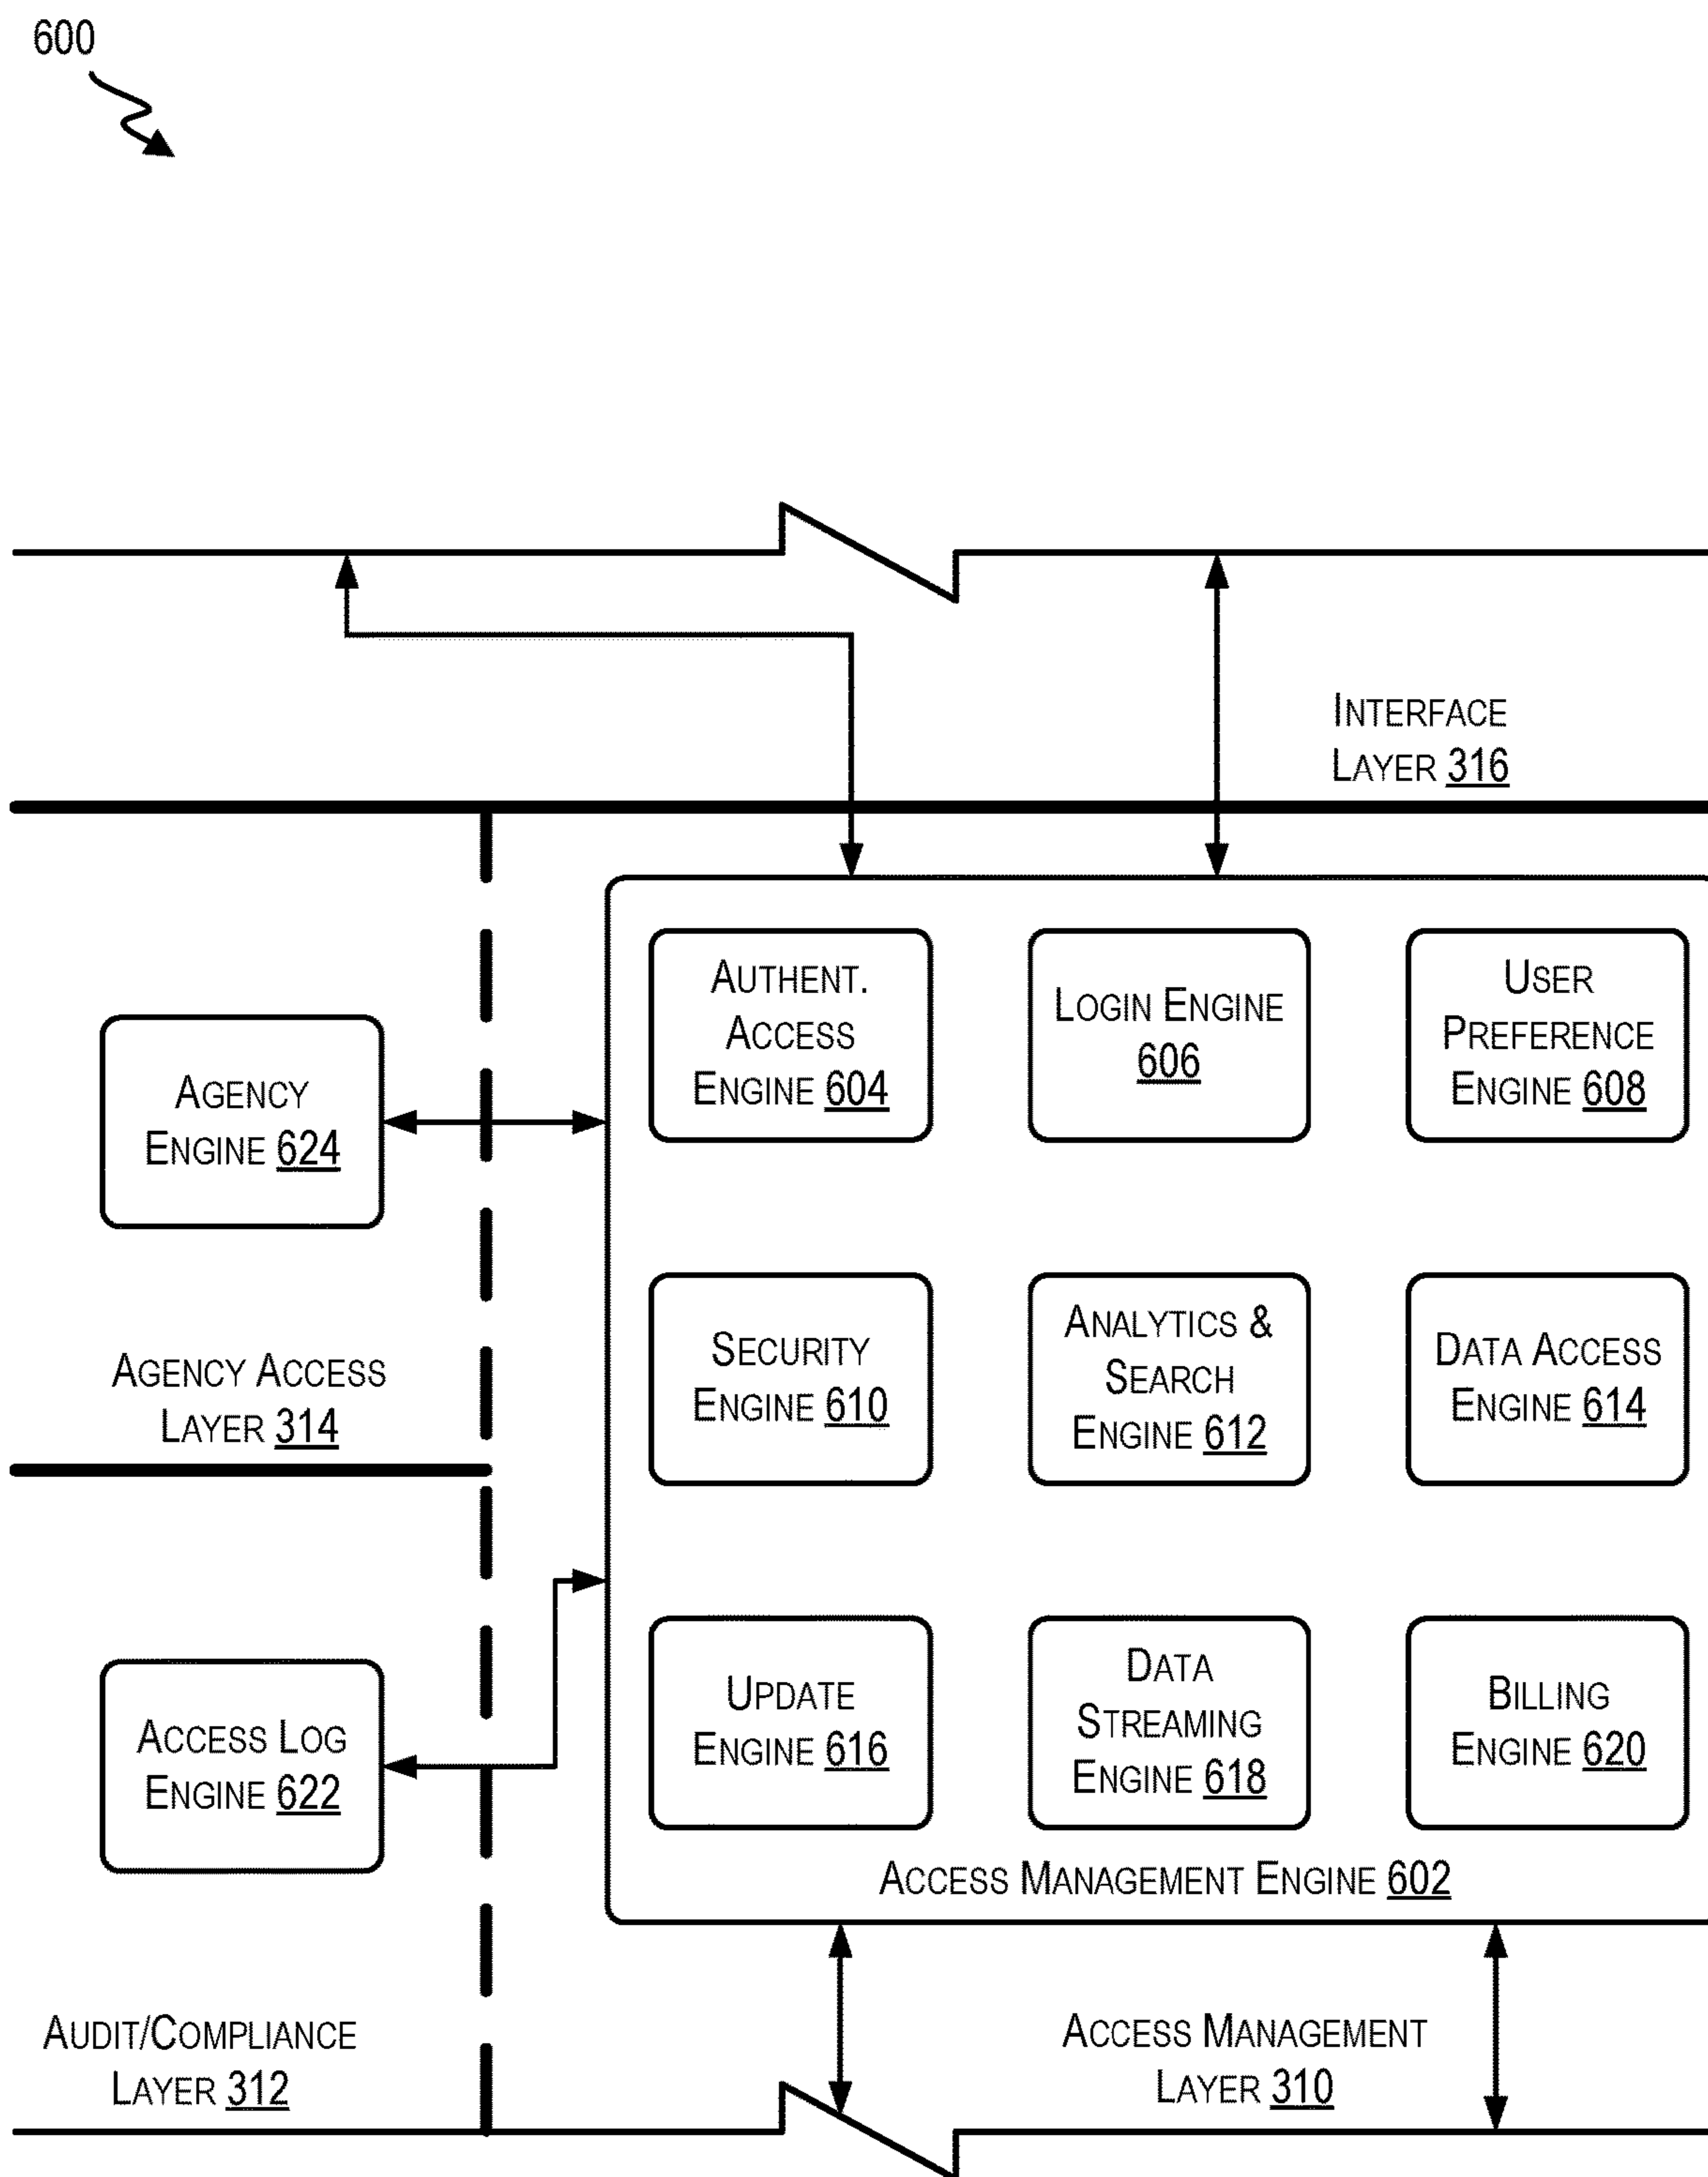 600
INTERFACE
LAYER 316
AUTHENT.
ACCESS
ENGINE 604
LOGIN ENGINE
606
USER
PREFERENCE
ENGINE 608
AGENCY
ENGINE 624
SECURITY
ENGINE 610
ANALYTICS &
SEARCH
ENGINE 612
DATA ACCESS
ENGINE 614
AGENCY ACCESS
LAYER 314
UPDATE
ENGINE 616
DATA
STREAMING
ENGINE 618
BILLING
ENGINE 620
ACCESS LOG
ENGINE 622
ACCESS MANAGEMENT ENGINE 602
AUDIT/COMPLIANCE
LAYER 312
ACCESS MANAGEMENT
LAYER 310